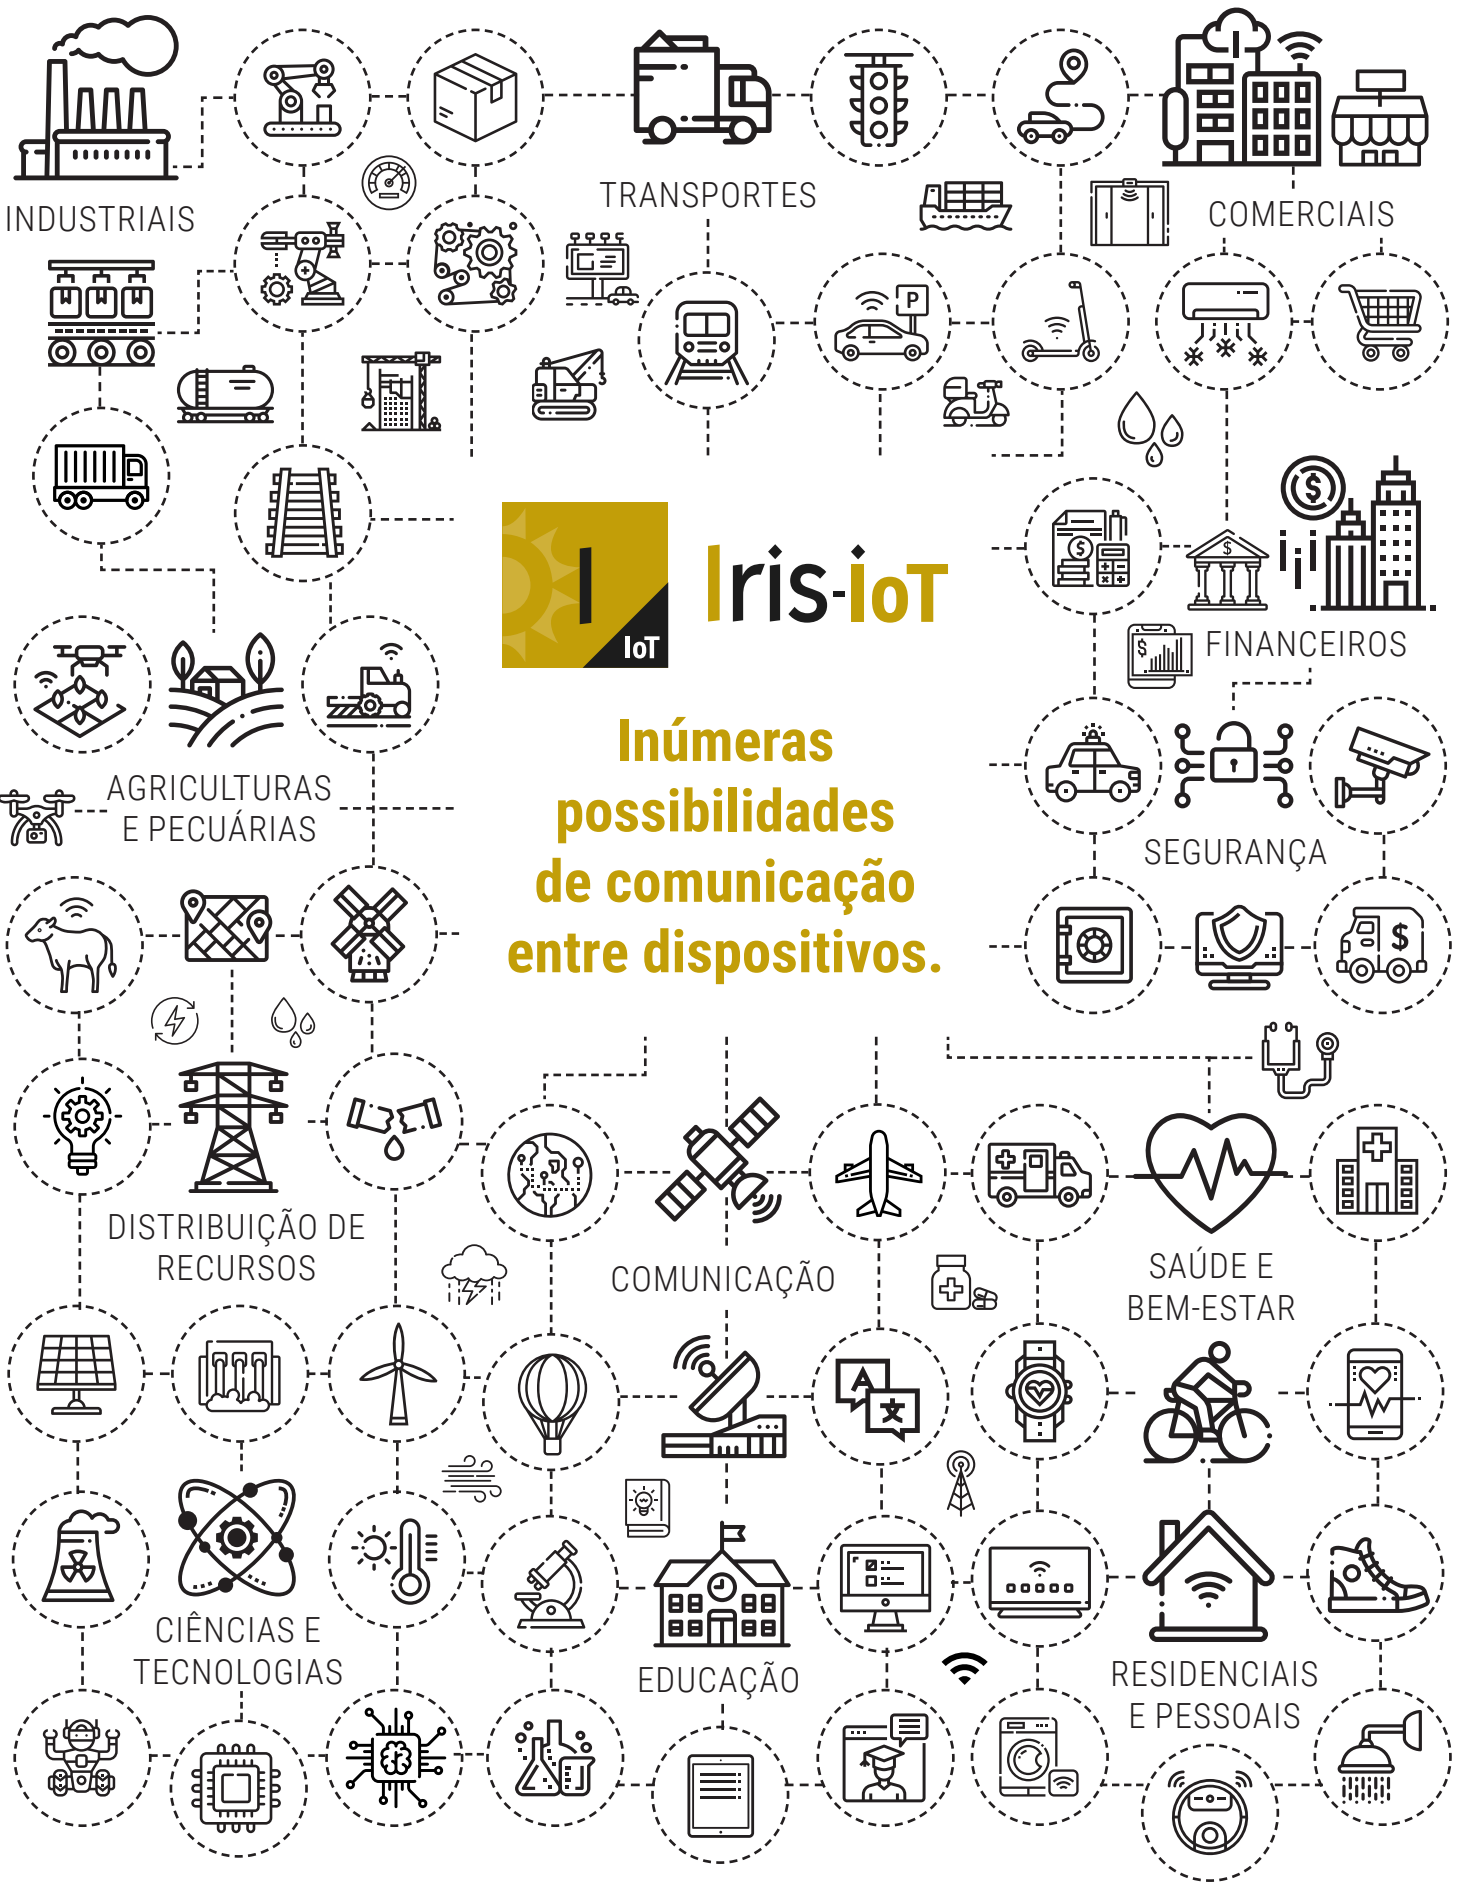 INDUSTRIAIS
TRANSPORTES
COMERCIAIS
P
$
$
$
I
IoT
Iris-IoT
FINANCEIROS
$
Inúmeras
possibilidades
de comunicação
entre dispositivos.
AGRICULTURAS
E PECUÁRIAS
SEGURANÇA
$
DISTRIBUIÇÃO DE
RECURSOS
COMUNICAÇÃO
SAÚDE E
BEM-ESTAR
A
文
CIÊNCIAS E
TECNOLOGIAS
EDUCAÇÃO
RESIDENCIAIS
E PESSOAIS